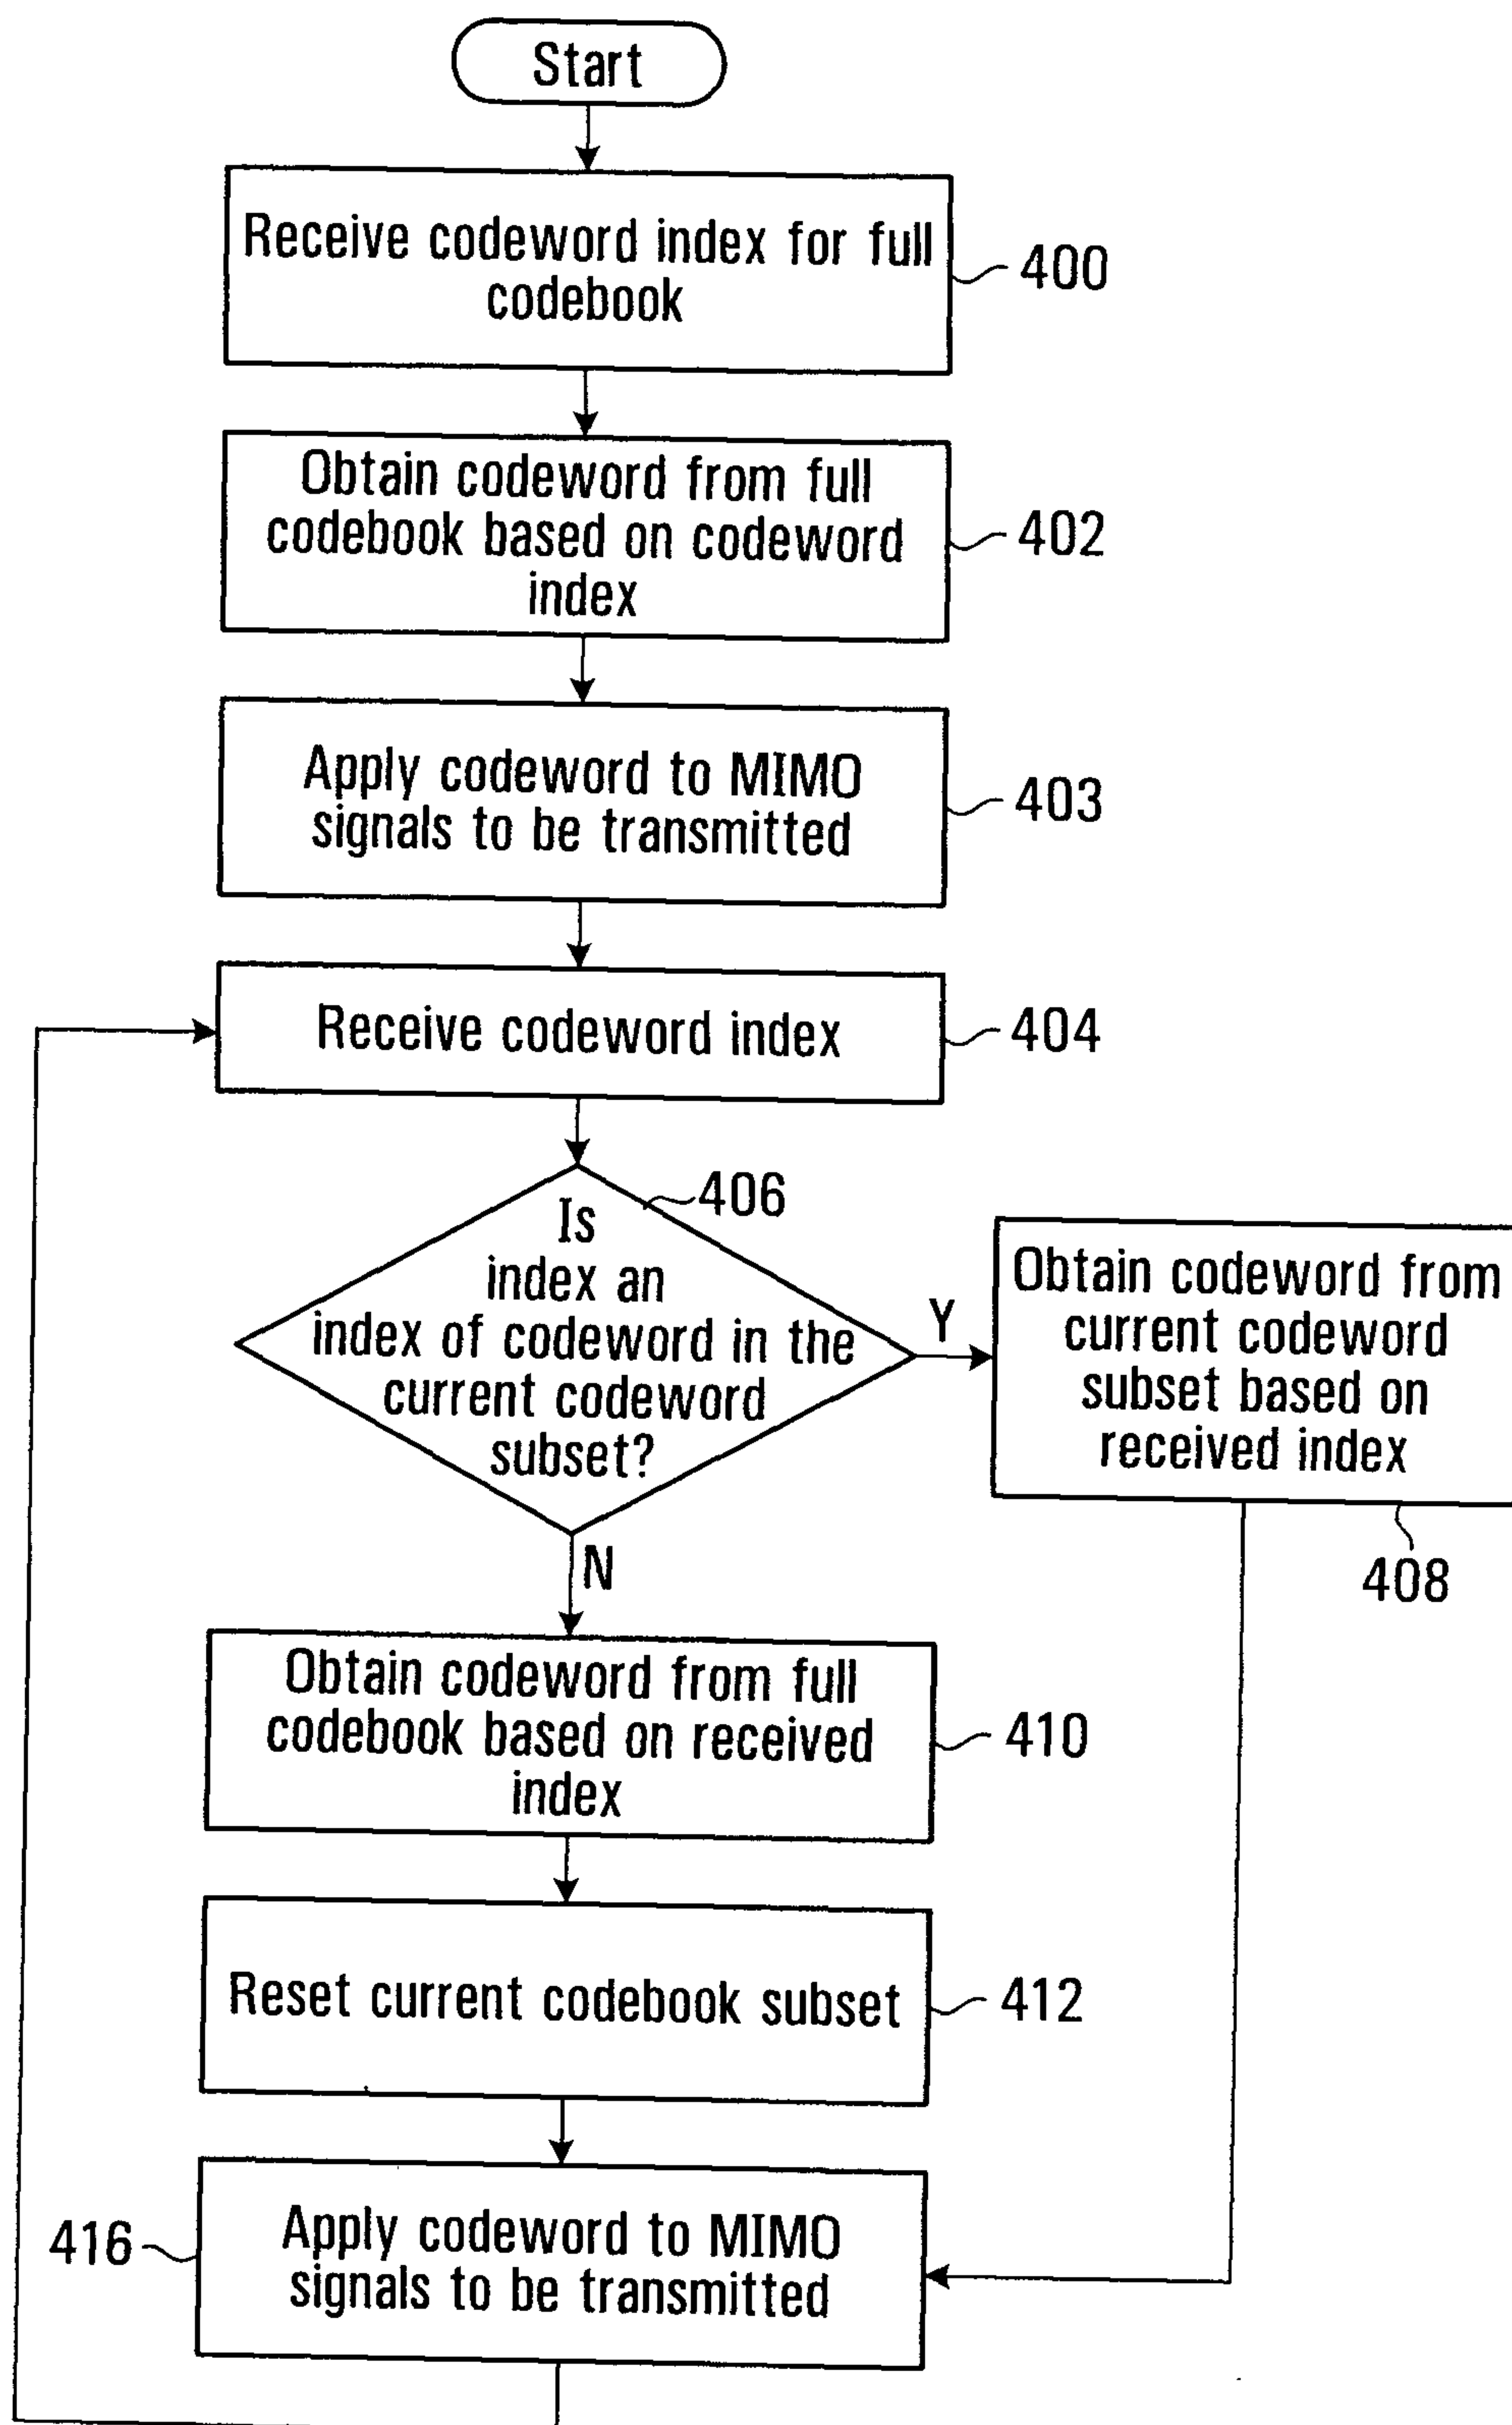 Start
Receive codeword index for full
codebook
400
Obtain codeword from full
codebook based on codeword
index
402
Apply codeword to MIMO
signals to be transmitted
403
Receive codeword index
404
406
Is
index an
index of codeword in the
current codeword
subset?
Y
Obtain codeword from
current codeword
subset based on
received index
408
N
Obtain codeword from full
codebook based on received
index
410
Reset current codebook subset
412
416
Apply codeword to MIMO
signals to be transmitted